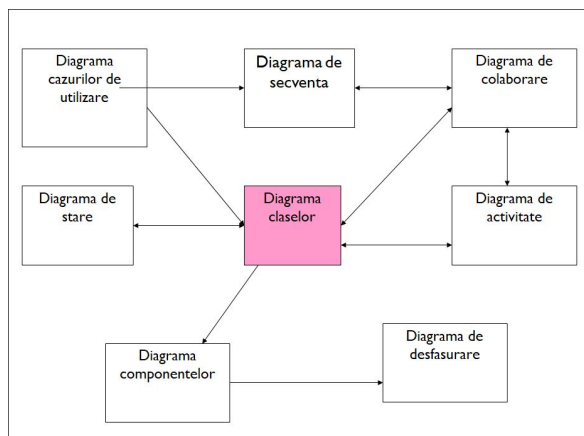 Diagrama
cazurilor de
utilizare
Diagrama de
secventa
Diagrama de
colaborare
Diagrama de
stare
Diagrama
claselor
Diagrama de
activitate
Diagrama
componentelor
Diagrama de
desfasurare